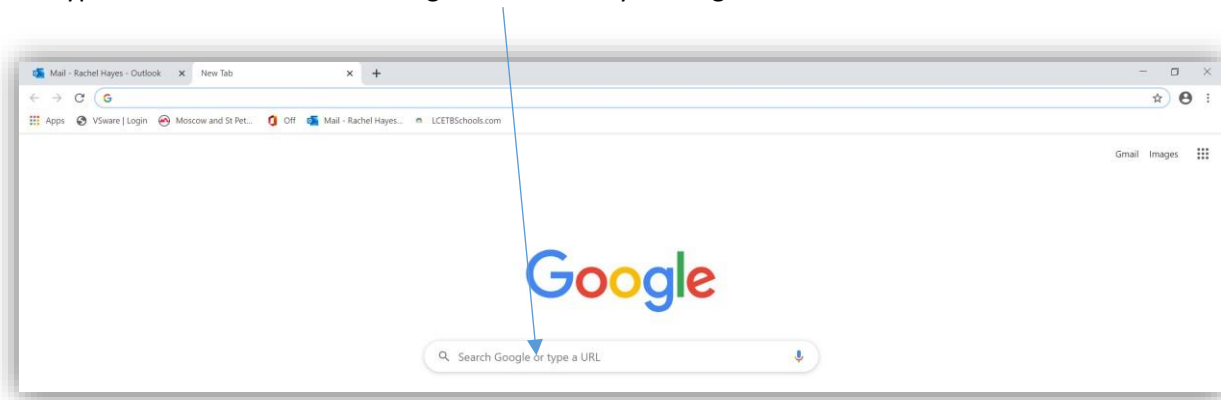 Mail - Rachel Hayes - Outlook New Tab
G
Apps VSware | Login Moscow and St Pet... Off Mail - Rachel Hayes... LCETBSchools.com
Gmail Images
Google
Search Google or type a URL